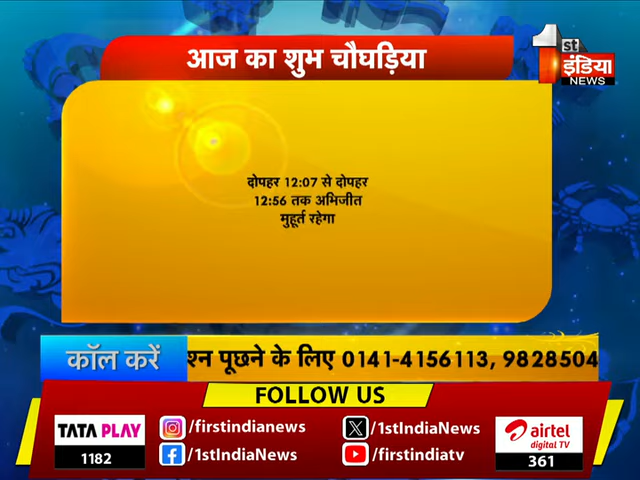 आज का शुभ चौघड़िया
1st
इंडिया
NEWS
दोपहर 12:07 से दोपहर
12:56 तक अभिजीत
मुहूर्त रहेगा
कॉल करें
श्न पूछने के लिए 0141-4156113, 9828504
FOLLOW US
TATA PLAY
1182
/firstindianews
/1stIndiaNews
/1stIndiaNews
/firstindiatv
airtel
digital TV
361